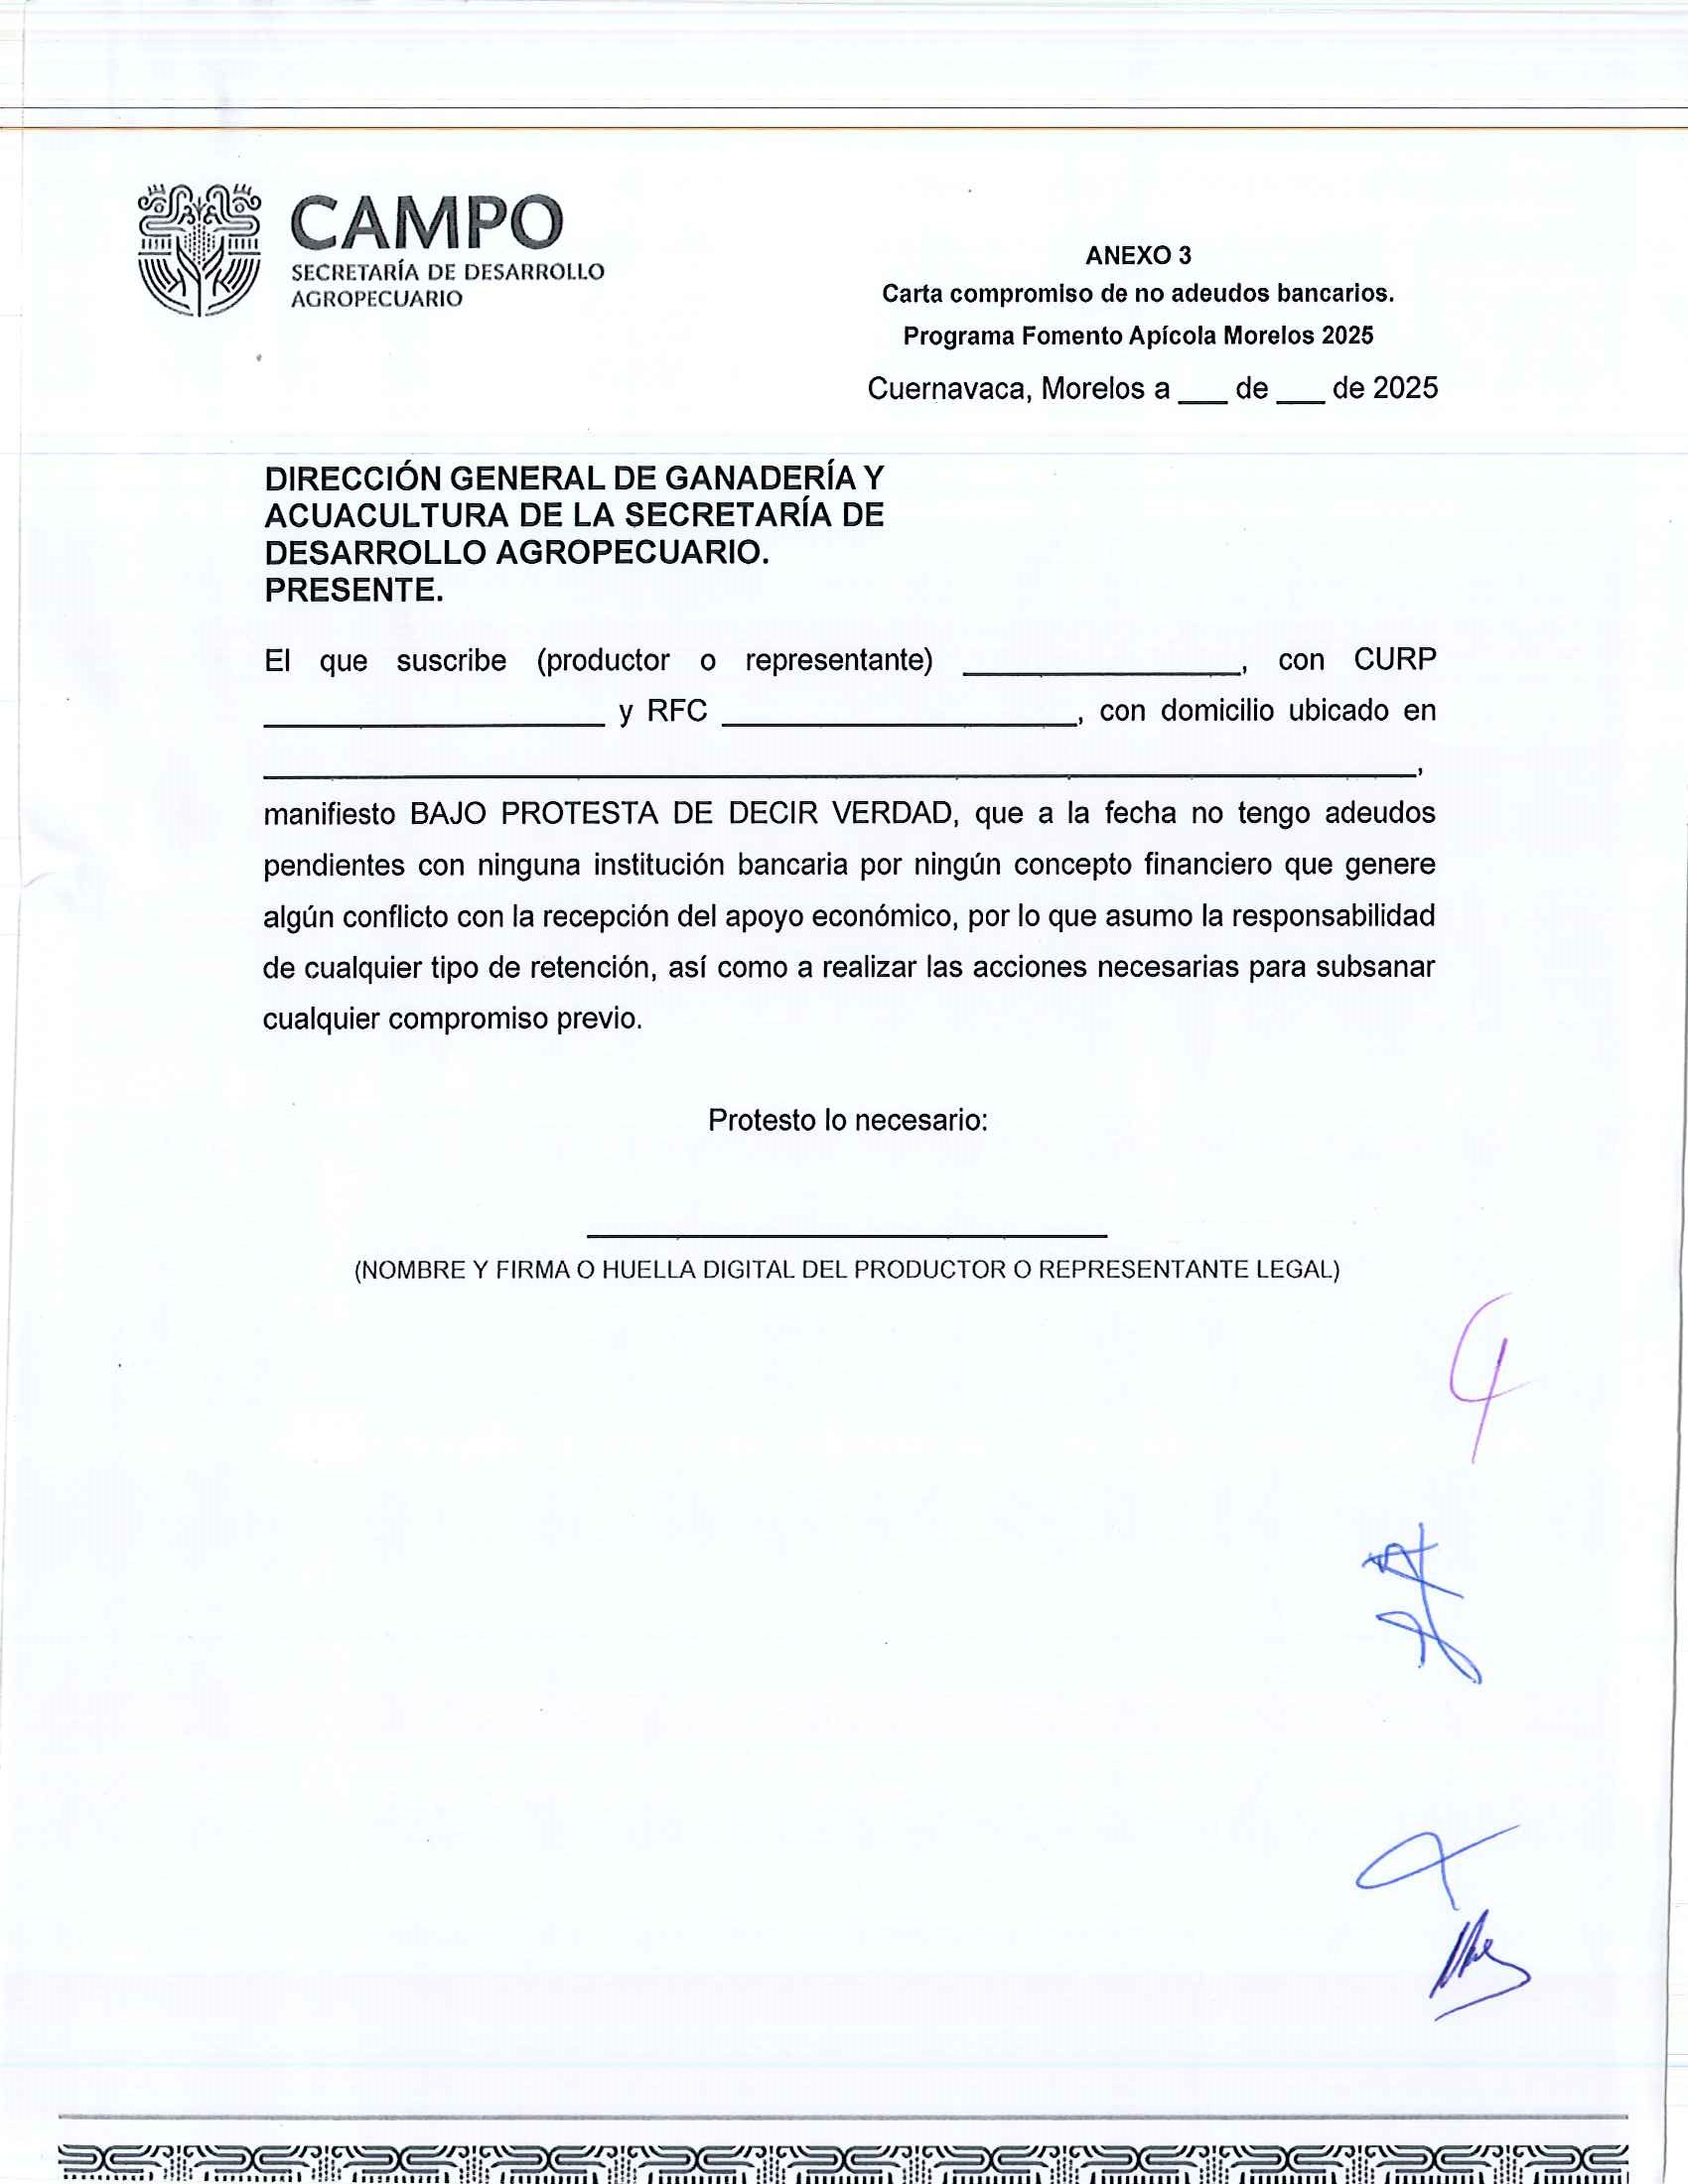 CAMPO
SECRETARÍA DE DESARROLLO
AGROPECUARIO
ANEXO 3
Carta compromiso de no adeudos bancarios.
Programa Fomento Apícola Morelos 2025
Cuernavaca, Morelos a ___ de ___ de 2025
DIRECCIÓN GENERAL DE GANADERÍA Y
ACUACULTURA DE LA SECRETARÍA DE
DESARROLLO AGROPECUARIO.
PRESENTE.
El que suscribe (productor o representante) _________________, con CURP
_____________________ y RFC ______________________, con domicilio ubicado en
_______________________________________________________________________,
manifiesto BAJO PROTESTA DE DECIR VERDAD, que a la fecha no tengo adeudos
pendientes con ninguna institución bancaria por ningún concepto financiero que genere
algún conflicto con la recepción del apoyo económico, por lo que asumo la responsabilidad
de cualquier tipo de retención, así como a realizar las acciones necesarias para subsanar
cualquier compromiso previo.
Protesto lo necesario:
________________________________
(NOMBRE Y FIRMA O HUELLA DIGITAL DEL PRODUCTOR O REPRESENTANTE LEGAL)